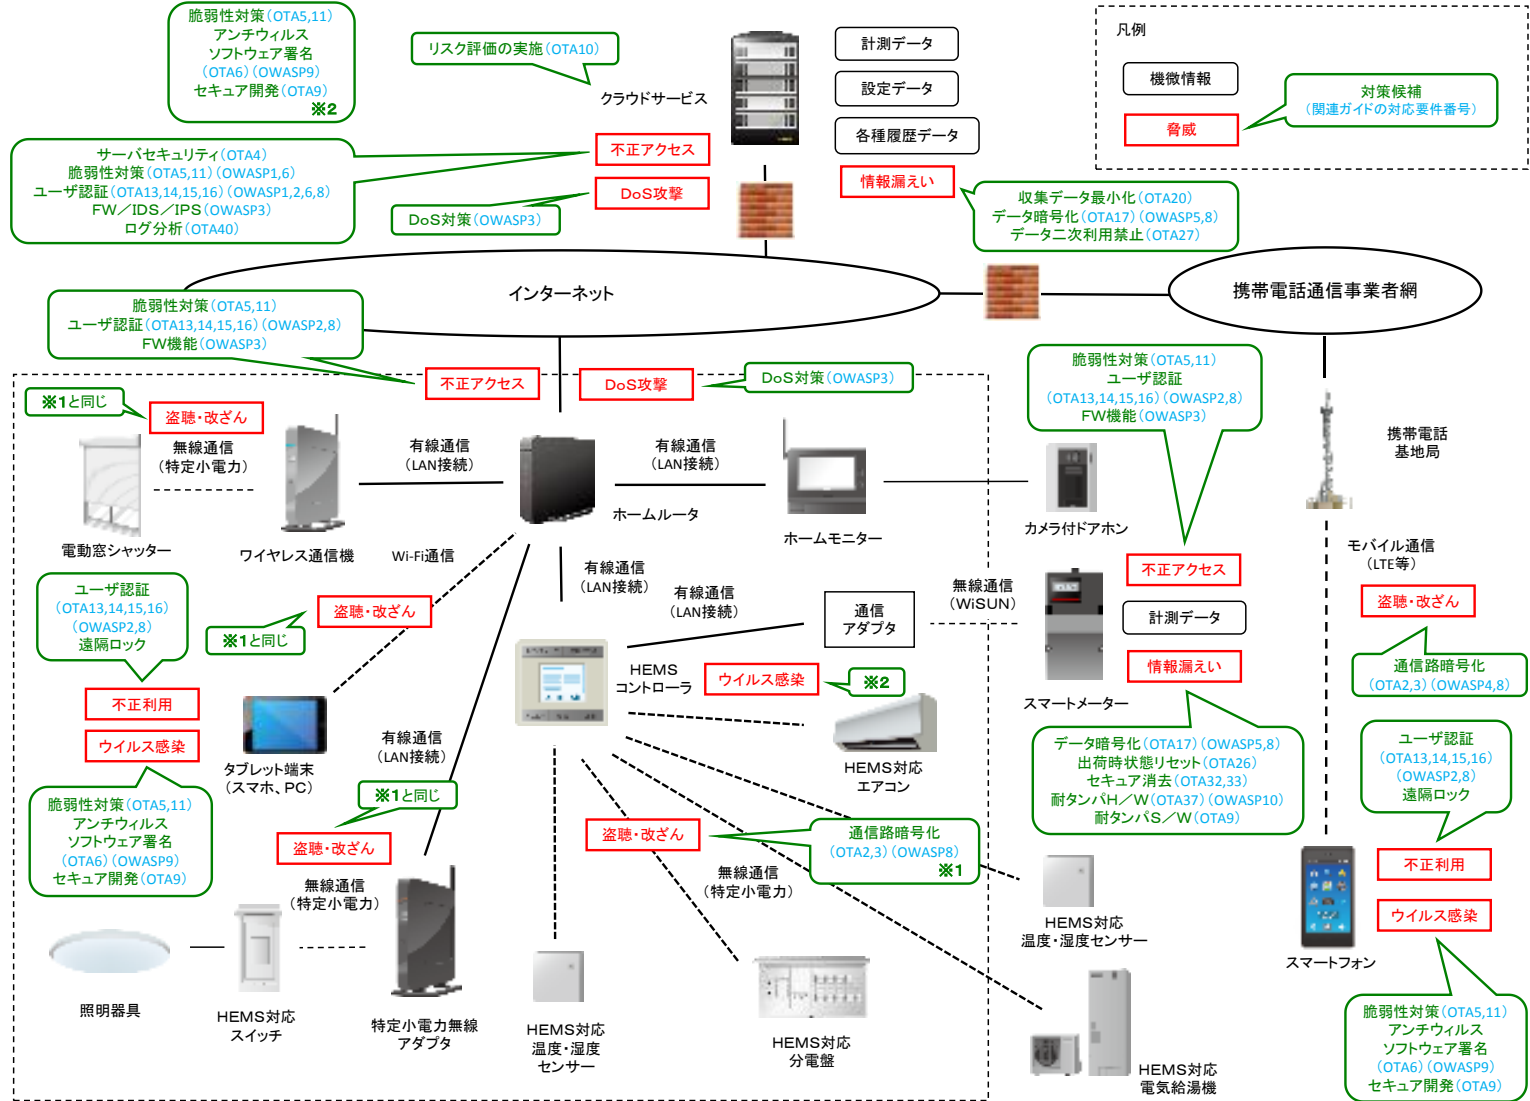 脆弱性対策(OTA5,11)
アンチウィルス
ソフトウェア署名
(OTA6)(OWASP9)
セキュア開発(OTA9)
※2
リスク評価の実施(OTA10)
クラウドサービス
計測データ
設定データ
各種履歴データ
凡例
機微情報
脅威
対策候補
(関連ガイドの対応要件番号)
サーバセキュリティ(OTA4)
脆弱性対策(OTA5,11)(OWASP1,6)
ユーザ認証(OTA13,14,15,16)(OWASP1,2,6,8)
FW/IDS/IPS(OWASP3)
ログ分析(OTA40)
不正アクセス
DoS攻撃
DoS対策(OWASP3)
情報漏えい
収集データ最小化(OTA20)
データ暗号化(OTA17)(OWASP5,8)
データ二次利用禁止(OTA27)
インターネット
携帯電話通信事業者網
脆弱性対策(OTA5,11)
ユーザ認証(OTA13,14,15,16)(OWASP2,8)
FW機能(OWASP3)
不正アクセス
DoS攻撃
DoS対策(OWASP3)
脆弱性対策(OTA5,11)
ユーザ認証
(OTA13,14,15,16)(OWASP2,8)
FW機能(OWASP3)
※1と同じ
盗聴・改ざん
無線通信
(特定小電力)
有線通信
(LAN接続)
有線通信
(LAN接続)
携帯電話
基地局
電動窓シャッター
ワイヤレス通信機
Wi-Fi通信
ホームルータ
ホームモニター
カメラ付ドアホン
モバイル通信
(LTE等)
有線通信
(LAN接続)
有線通信
(LAN接続)
無線通信
(WiSUN)
不正アクセス
計測データ
情報漏えい
盗聴・改ざん
通信路暗号化
(OTA2,3)(OWASP4,8)
ユーザ認証
(OTA13,14,15,16)
(OWASP2,8)
遠隔ロック
※1と同じ
盗聴・改ざん
通信
アダプタ
HEMS
コントローラ
ウイルス感染
※2
スマートメーター
不正利用
ウイルス感染
タブレット端末
(スマホ、PC)
有線通信
(LAN接続)
HEMS対応
エアコン
データ暗号化(OTA17)(OWASP5,8)
出荷時状態リセット(OTA26)
セキュア消去(OTA32,33)
耐タンパH/W(OTA37)(OWASP10)
耐タンパS/W(OTA9)
ユーザ認証
(OTA13,14,15,16)
(OWASP2,8)
遠隔ロック
脆弱性対策(OTA5,11)
アンチウィルス
ソフトウェア署名
(OTA6)(OWASP9)
セキュア開発(OTA9)
※1と同じ
盗聴・改ざん
無線通信
(特定小電力)
盗聴・改ざん
通信路暗号化
(OTA2,3)(OWASP8)
※1
無線通信
(特定小電力)
不正利用
ウイルス感染
HEMS対応
温度・湿度センサー
スマートフォン
照明器具
HEMS対応
スイッチ
特定小電力無線
アダプタ
HEMS対応
温度・湿度
センサー
HEMS対応
分電盤
HEMS対応
電気給湯機
脆弱性対策(OTA5,11)
アンチウィルス
ソフトウェア署名
(OTA6)(OWASP9)
セキュア開発(OTA9)